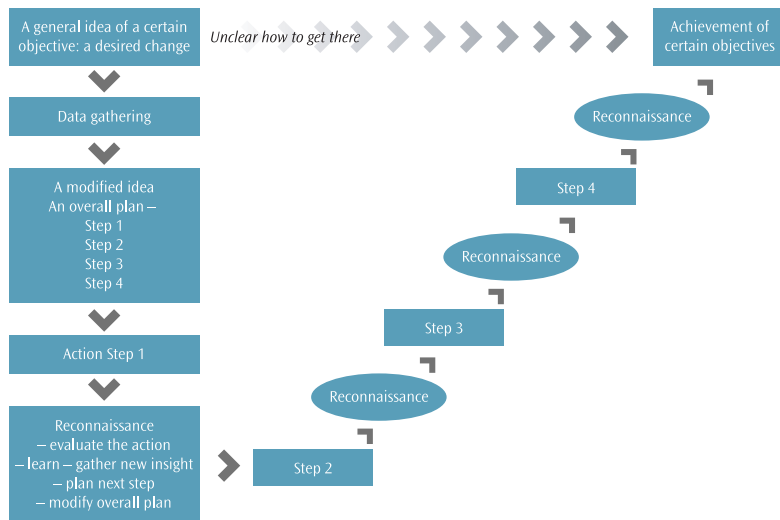 A general idea of a certain
objective: a desired change
Unclear how to get there
Achievement of
certain objectives
Data gathering
A modified idea
An overall plan –
Step 1
Step 2
Step 3
Step 4
Action Step 1
Reconnaissance
– evaluate the action
– learn – gather new insight
– plan next step
– modify overall plan
Step 2
Reconnaissance
Step 3
Reconnaissance
Step 4
Reconnaissance